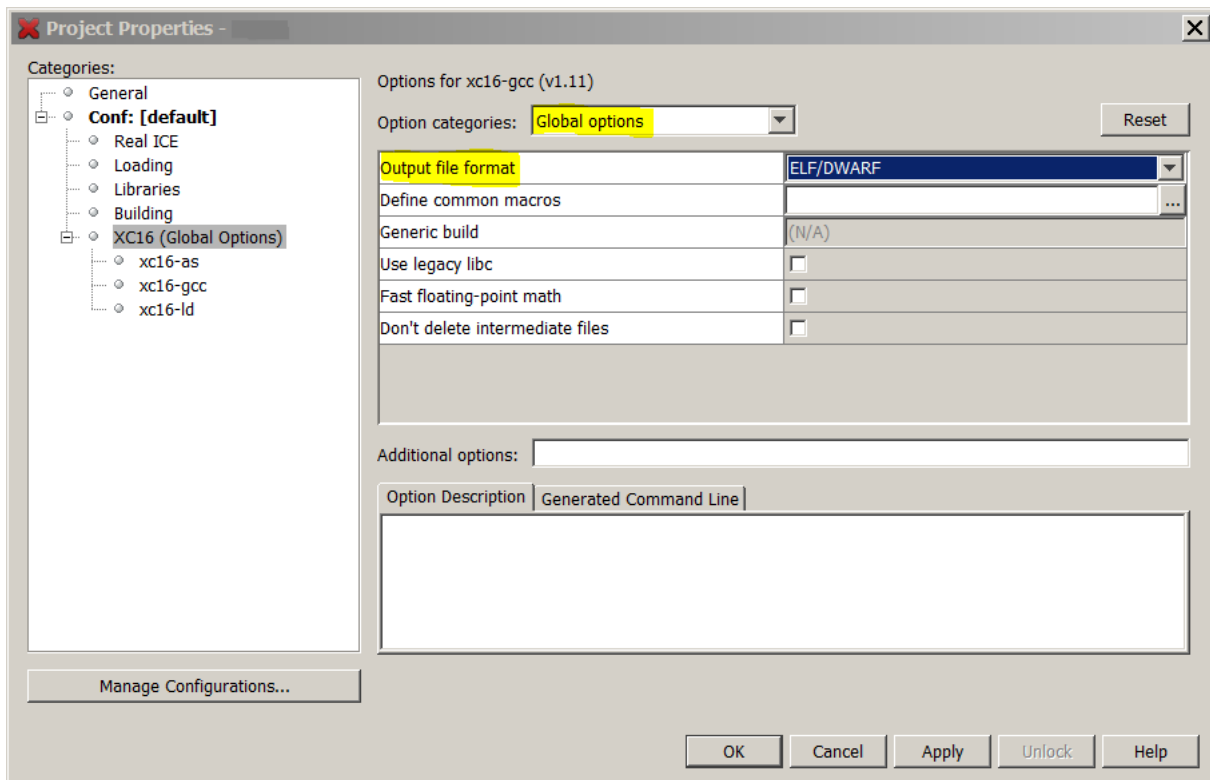 Project Properties -
Categories:
General
Conf: [default]
Real ICE
Loading
Libraries
Building
XC16 (Global Options)
xc16-as
xc16-gcc
xc16-ld
Manage Configurations...
Options for xc16-gcc (v1.11)
Option categories: Global options
Reset
Output file format ELF/DWARF
Define common macros ...
Generic build (N/A)
Use legacy libc
Fast floating-point math
Don't delete intermediate files
Additional options:
Option Description Generated Command Line
OK Cancel Apply Unlock Help